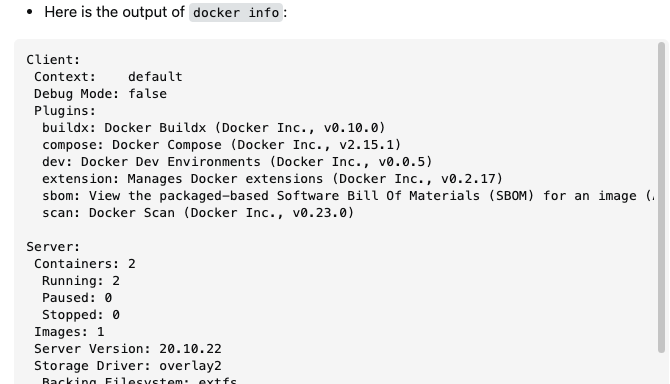 • Here is the output of docker info:
Client:
 Context:    default
 Debug Mode: false
 Plugins:
  buildx: Docker Buildx (Docker Inc., v0.10.0)
  compose: Docker Compose (Docker Inc., v2.15.1)
  dev: Docker Dev Environments (Docker Inc., v0.0.5)
  extension: Manages Docker extensions (Docker Inc., v0.2.17)
  sbom: View the packaged-based Software Bill Of Materials (SBOM) for an image (
  scan: Docker Scan (Docker Inc., v0.23.0)

Server:
 Containers: 2
  Running: 2
  Paused: 0
  Stopped: 0
 Images: 1
 Server Version: 20.10.22
 Storage Driver: overlay2
  Backing Filesystem: extfs